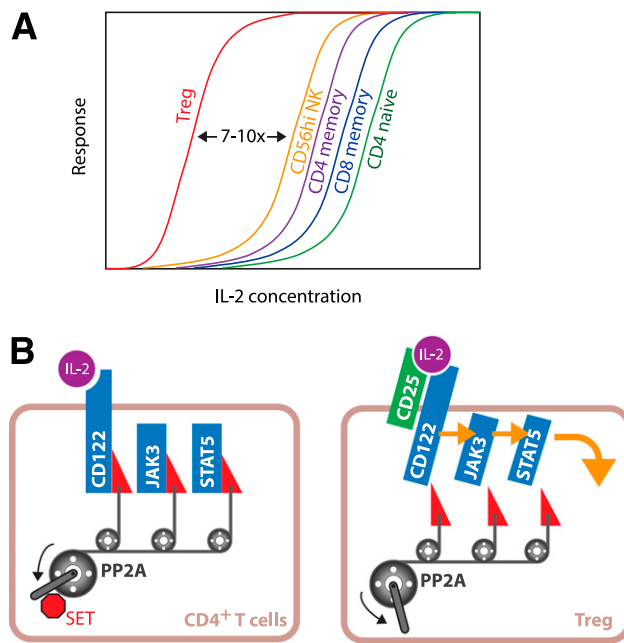 A
Response
Treg
7-10x
CD56hi NK
CD4 memory
CD8 memory
CD4 naive
IL-2 concentration
B
IL-2
CD122
JAK3
STAT5
PP2A
SET
CD4+ T cells
IL-2
CD25
CD122
JAK3
STAT5
PP2A
Treg